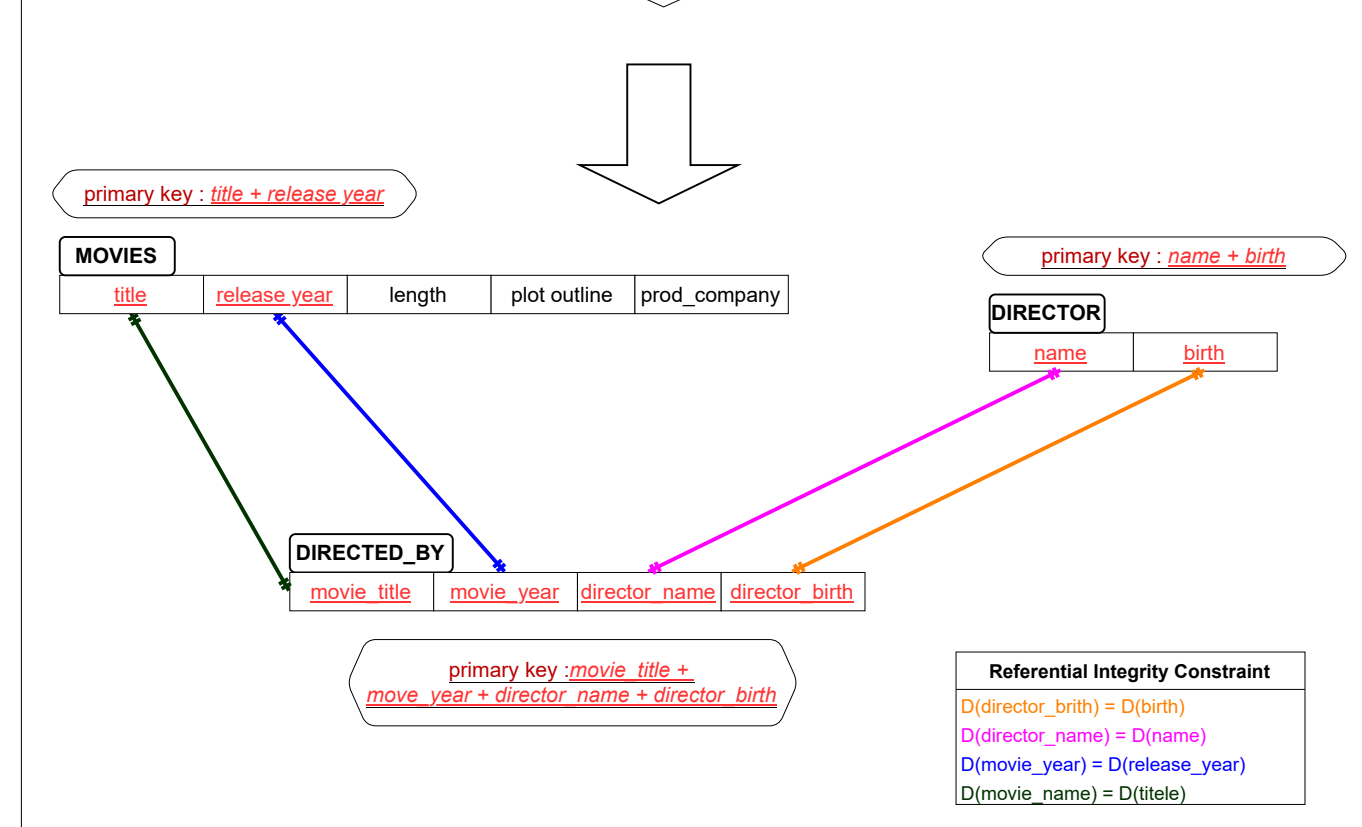 primary key : title + release year
MOVIES
title release year length plot outline prod_company
primary key : name + birth
DIRECTOR
name birth
DIRECTED_BY
movie_title movie_year director_name director_birth
primary key :movie_title +
move_year + director_name + director_birth
Referential Integrity Constraint
D(director_brith) = D(birth)
D(director_name) = D(name)
D(movie_year) = D(release_year)
D(movie_name) = D(titele)